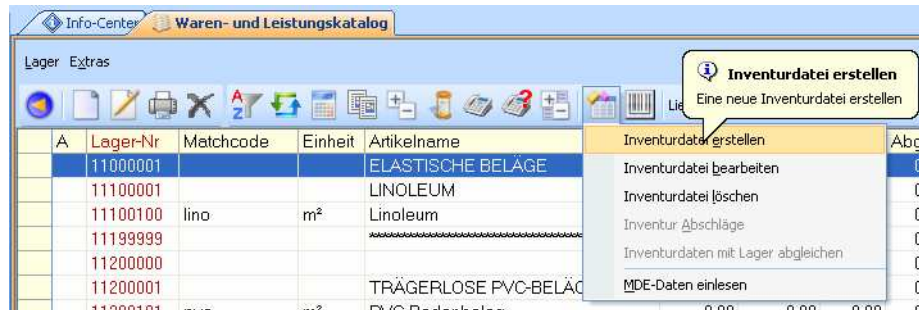 Info-Center Waren- und Leistungskatalog
Lager Extras
Inventurdatei erstellen
Eine neue Inventurdatei erstellen
A Lager-Nr Matchcode Einheit Artikelname
Inventurdatei erstellen
Inventurdatei bearbeiten
Inventurdatei löschen
Inventur Abschläge
Inventurdaten mit Lager abgleichen
MDE-Daten einlesen
11000001 ELASTISCHE BELÄGE
11100001 LINOLEUM
11100100 lino m² Linoleum
11199999 ****************************************
11200000
11200001 TRÄGERLOSE PVC-BELÄG